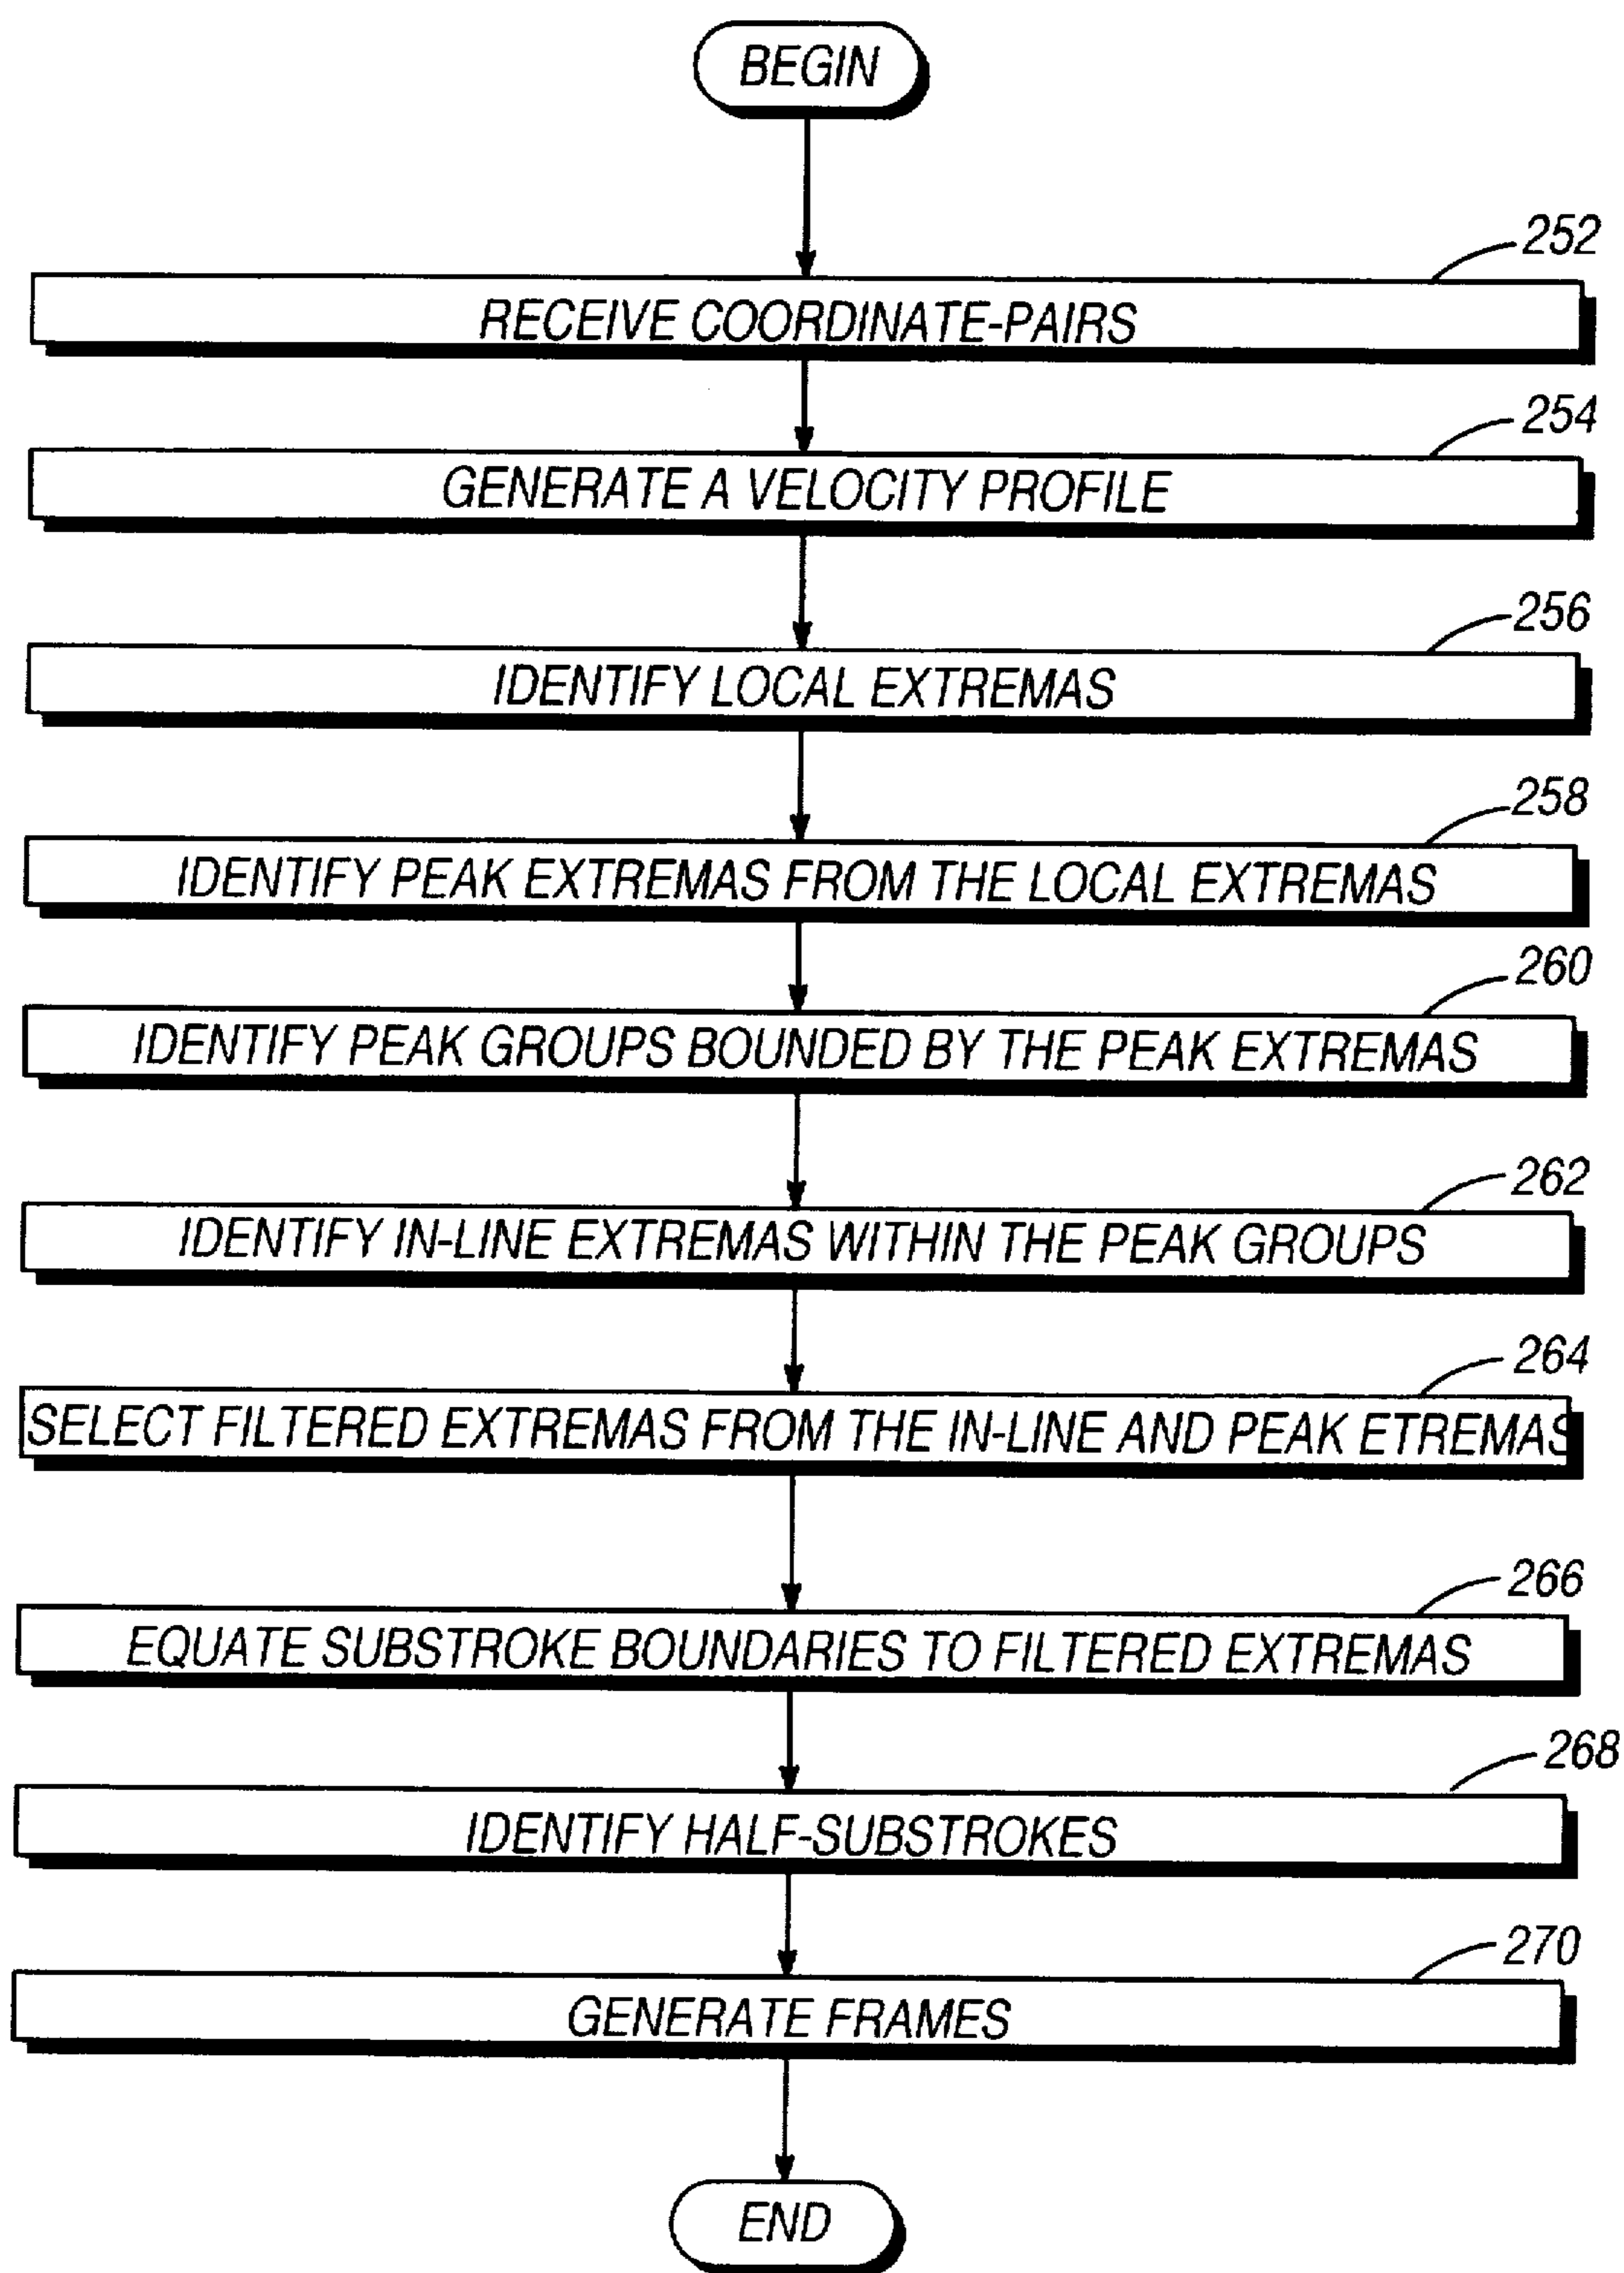 BEGIN
252
RECEIVE COORDINATE-PAIRS
254
GENERATE A VELOCITY PROFILE
256
IDENTIFY LOCAL EXTREMAS
258
IDENTIFY PEAK EXTREMAS FROM THE LOCAL EXTREMAS
260
IDENTIFY PEAK GROUPS BOUNDED BY THE PEAK EXTREMAS
262
IDENTIFY IN-LINE EXTREMAS WITHIN THE PEAK GROUPS
264
SELECT FILTERED EXTREMAS FROM THE IN-LINE AND PEAK ETREMAS
266
EQUATE SUBSTROKE BOUNDARIES TO FILTERED EXTREMAS
268
IDENTIFY HALF-SUBSTROKES
270
GENERATE FRAMES
END